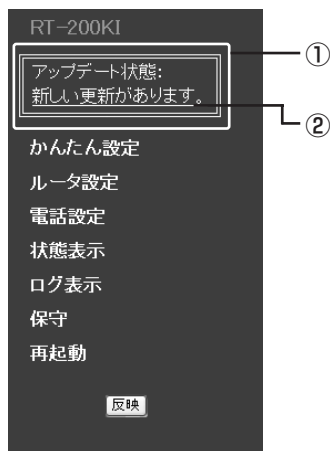 RT-200KI
①
アップデート状態:
新しい更新があります。
②
かんたん設定
ルータ設定
電話設定
状態表示
ログ表示
保守
再起動
反映